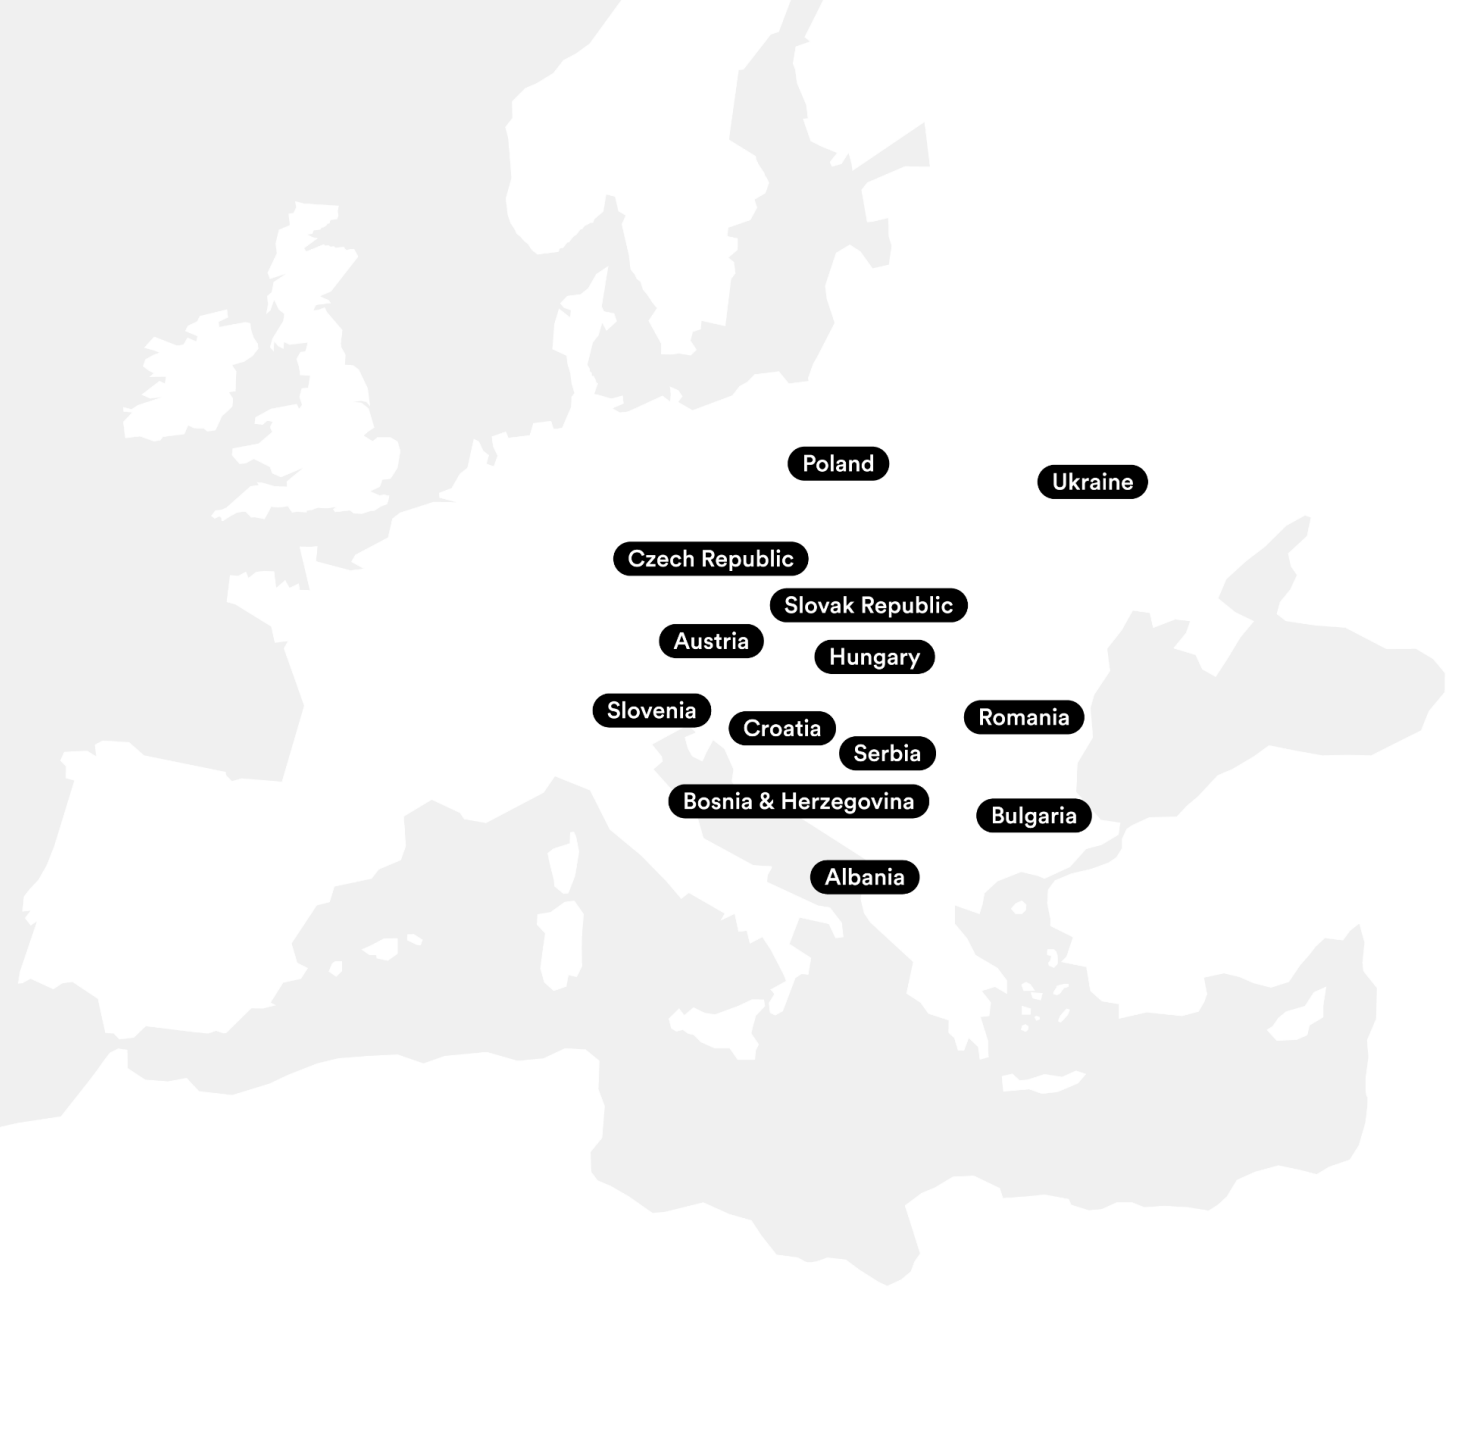 Poland
Ukraine
Czech Republic
Slovak Republic
Austria
Hungary
Slovenia
Romania
Croatia
Serbia
Bosnia & Herzegovina
Bulgaria
Albania